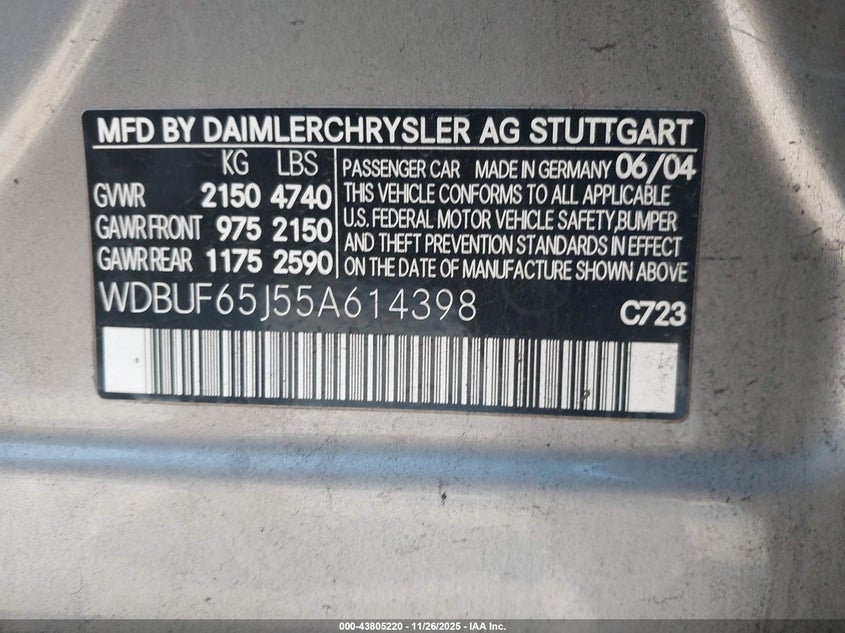 MFD BY DAIMLERCHRYSLER AG STUTTGART
KG LBS
GVWR 2150 4740
GAWR FRONT 975 2150
GAWR REAR 1175 2590
PASSENGER CAR MADE IN GERMANY 06/04
THIS VEHICLE CONFORMS TO ALL APPLICABLE
U.S. FEDERAL MOTOR VEHICLE SAFETY, BUMPER
AND THEFT PREVENTION STANDARDS IN EFFECT
ON THE DATE OF MANUFACTURE SHOWN ABOVE
WDBUF65J55A614398
C723
000-43805220 - 11/26/2025 - IAA Inc.